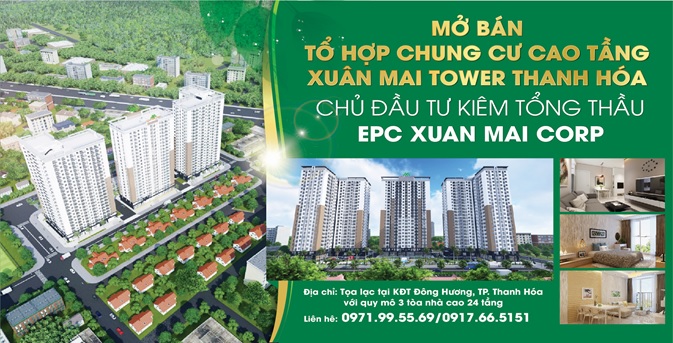 MỞ BÁN
TỔ HỢP CHUNG CƯ CAO TẦNG
XUÂN MAI TOWER THANH HÓA
CHỦ ĐẦU TƯ KIÊM TỔNG THẦU
EPC XUAN MAI CORP
Địa chỉ: Tọa lạc tại KĐT Đông Hương, TP. Thanh Hóa
với quy mô 3 tòa nhà cao 24 tầng
Liên hê: 0971.99.55.69/0917.66.5151